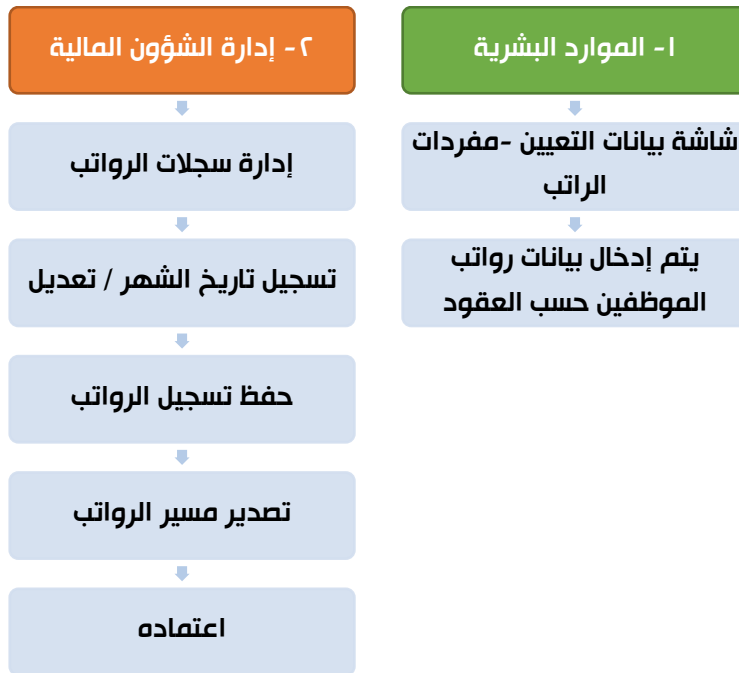 ١- الموارد البشرية
شاشة بيانات التعيين -مفردات
الراتب
يتم إدخال بيانات رواتب
الموظفين حسب العقود
٢- إدارة الشؤون المالية
إدارة سجلات الرواتب
تسجيل تاريخ الشهر / تعديل
حفظ تسجيل الرواتب
تصدير مسير الرواتب
اعتماده